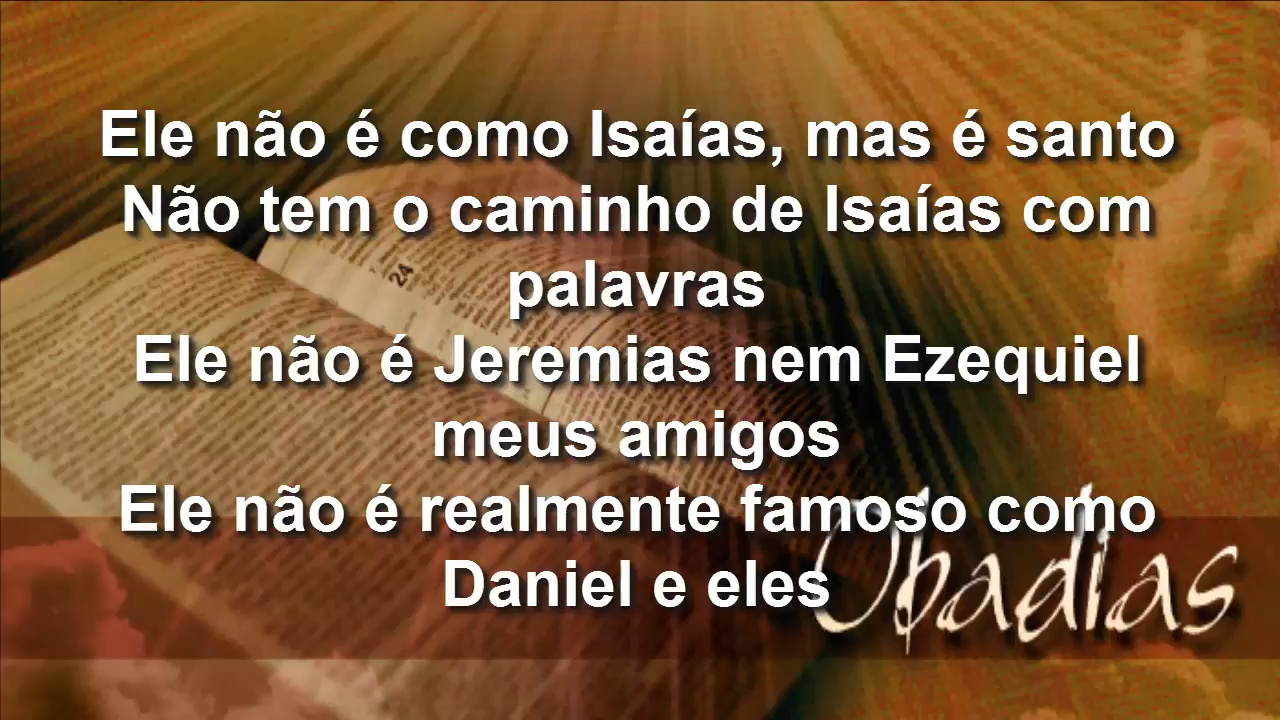 Ele não é como Isaías, mas é santo
Não tem o caminho de Isaías com
palavras
Ele não é Jeremias nem Ezequiel
meus amigos
Ele não é realmente famoso como
Daniel e eles
Obadias
24